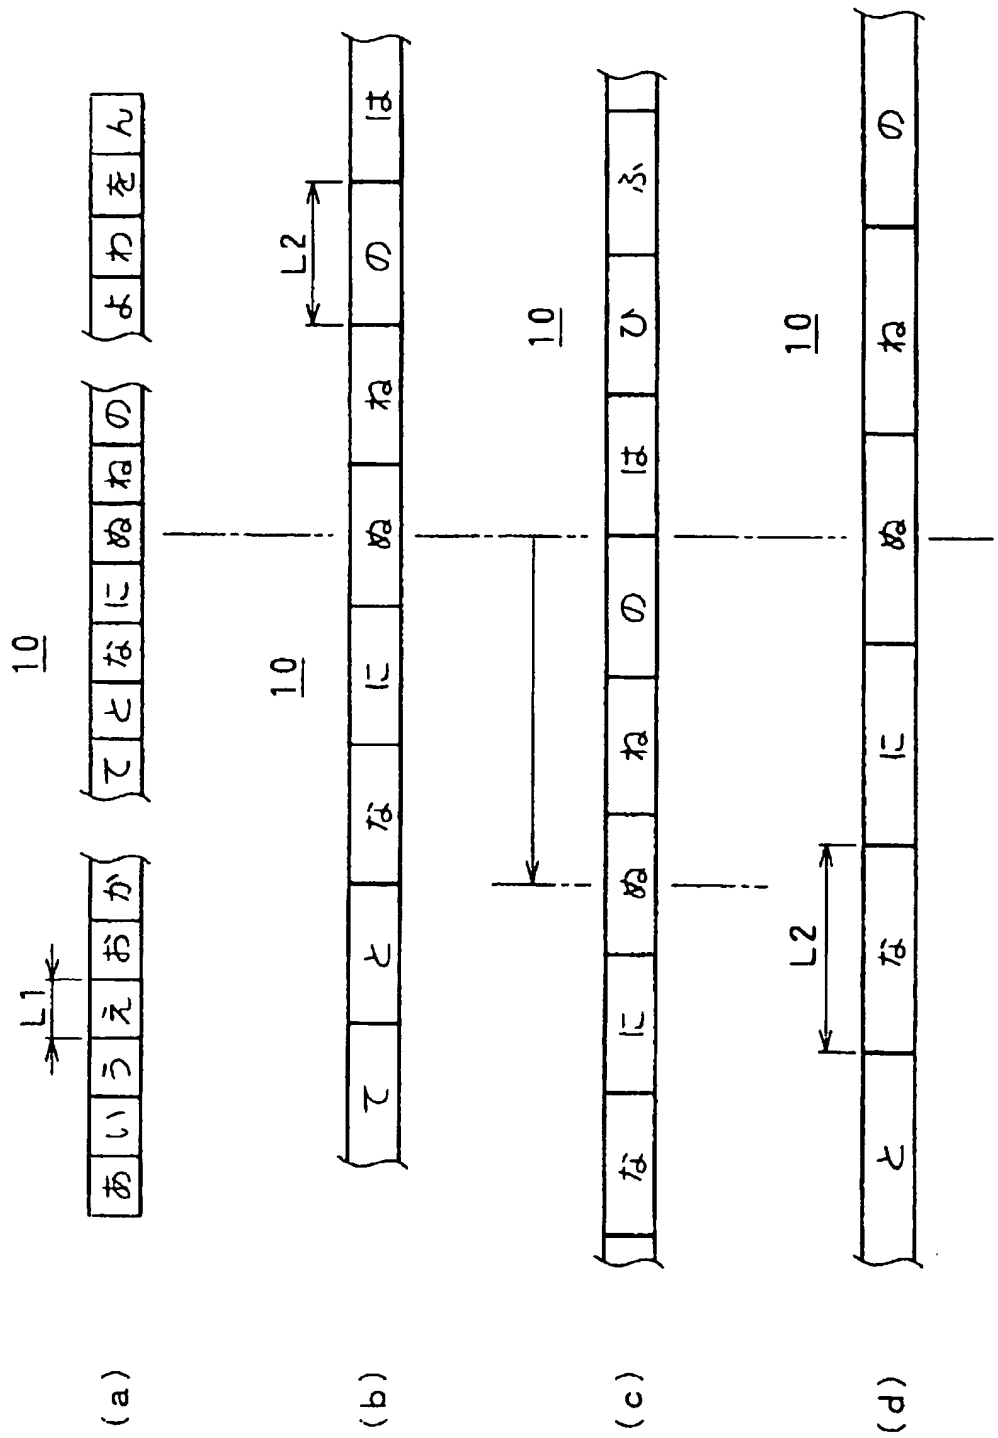 10
L1
(a) あ い う え お か て と な に ぬ ね の よ わ を ん
10
L2
(b) て と な に ぬ ね の は
10
(c) な に ぬ ね の は ひ ふ
10
L2
(d) と な に ぬ ね の